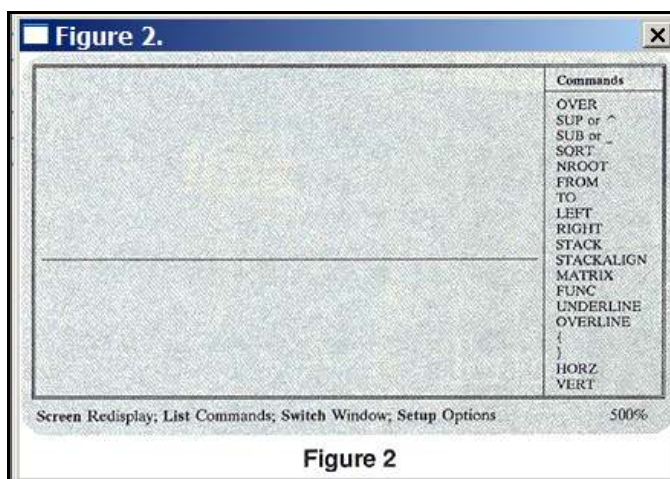 Figure 2.
Commands
OVER
SUP or ^
SUB or _
SQRT
NROOT
FROM
TO
LEFT
RIGHT
STACK
STACKALIGN
MATRIX
FUNC
UNDERLINE
OVERLINE
{
}
HORZ
VERT
Screen Redisplay; List Commands; Switch Window; Setup Options 500%
Figure 2